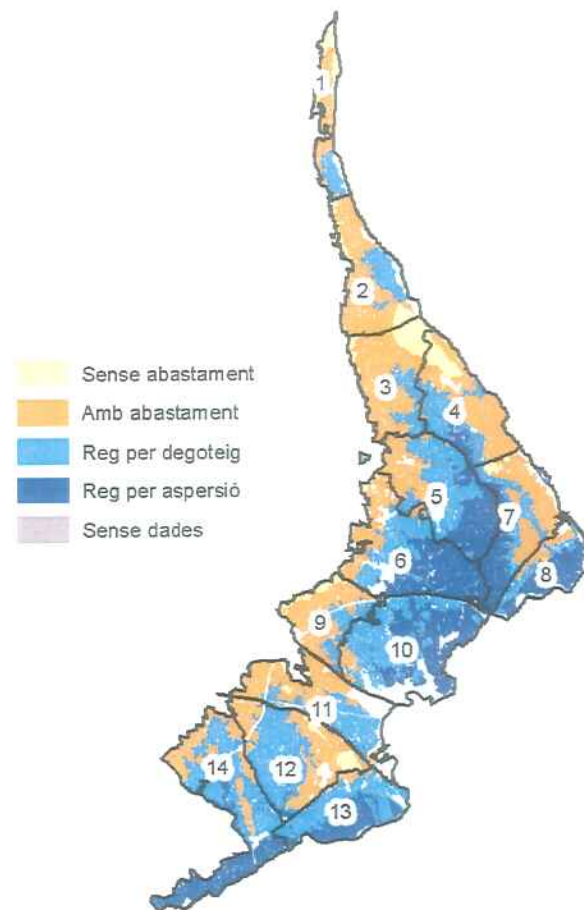 1
2
Sense abastament
3
Amb abastament
4
Reg per degoteig
5
Reg per aspersió
7
Sense dades
6
8
9
10
11
14
12
13